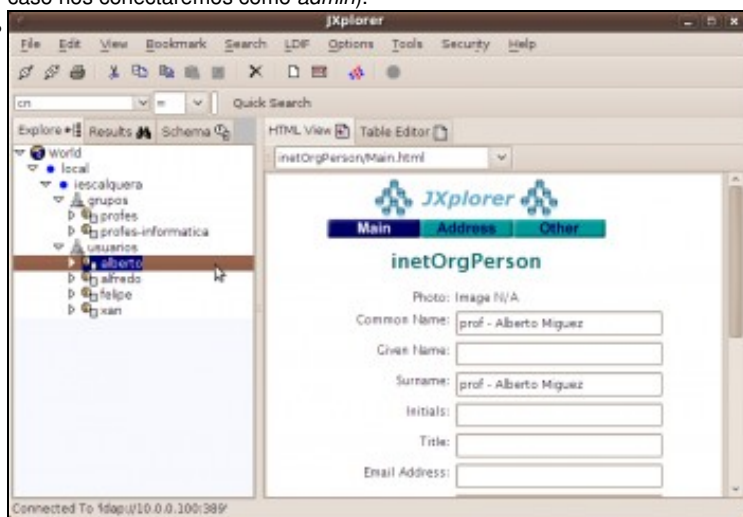 caso nos conectaremos como admin).
JXplorer
File Edit View Bookmark Search LDIF Options Tools Security Help
cn = Quick Search
Explore Results Schema HTML View Table Editor
World
local
iescalquera
grupos
profes
profes-informatica
usuarios
alberto
alfredo
felipe
xan
inetOrgPerson/Main.html
JXplorer
Main Address Other
inetOrgPerson
Photo: Image N/A
Common Name: prof - Alberto Miguez
Given Name:
Surname: prof - Alberto Miguez
Initials:
Title:
Email Address:
Connected To 'ldap://10.0.0.100:389'